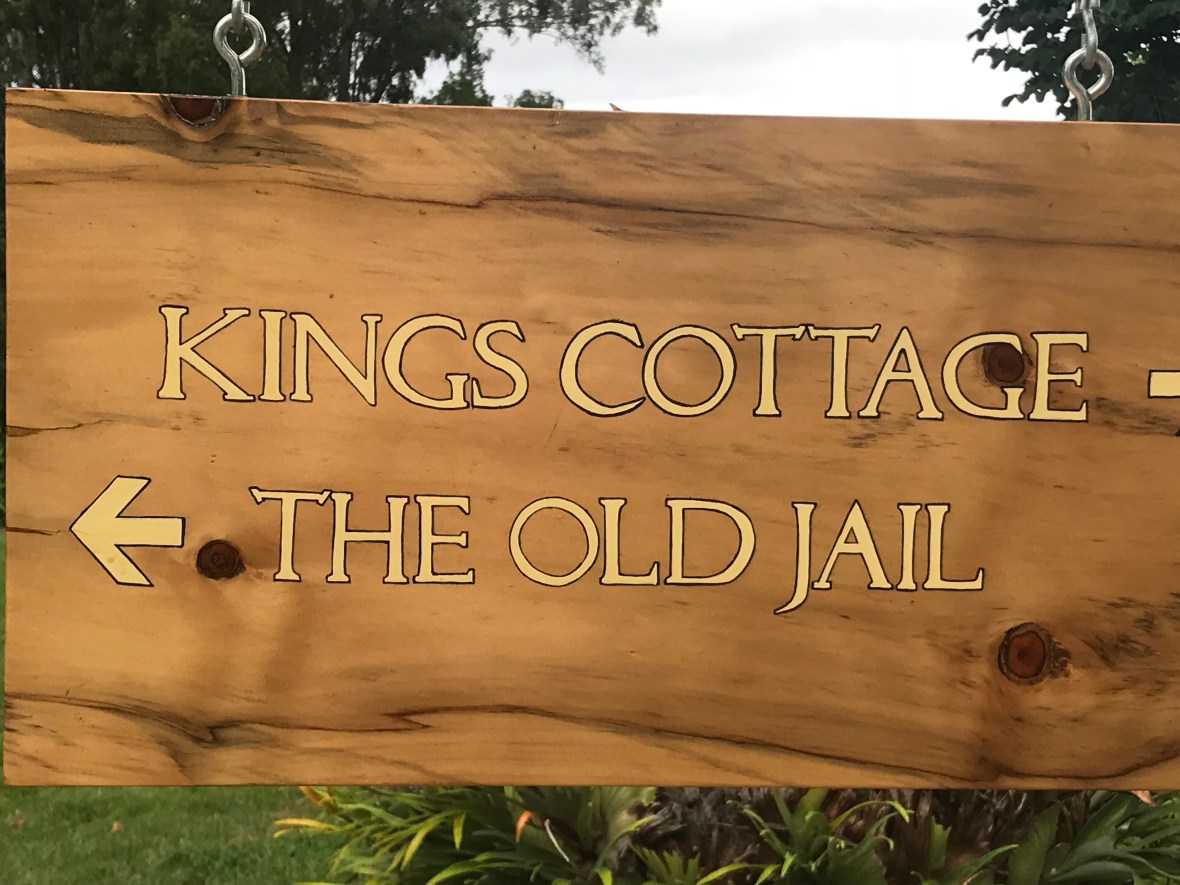 KINGS COTTAGE
THE OLD JAIL